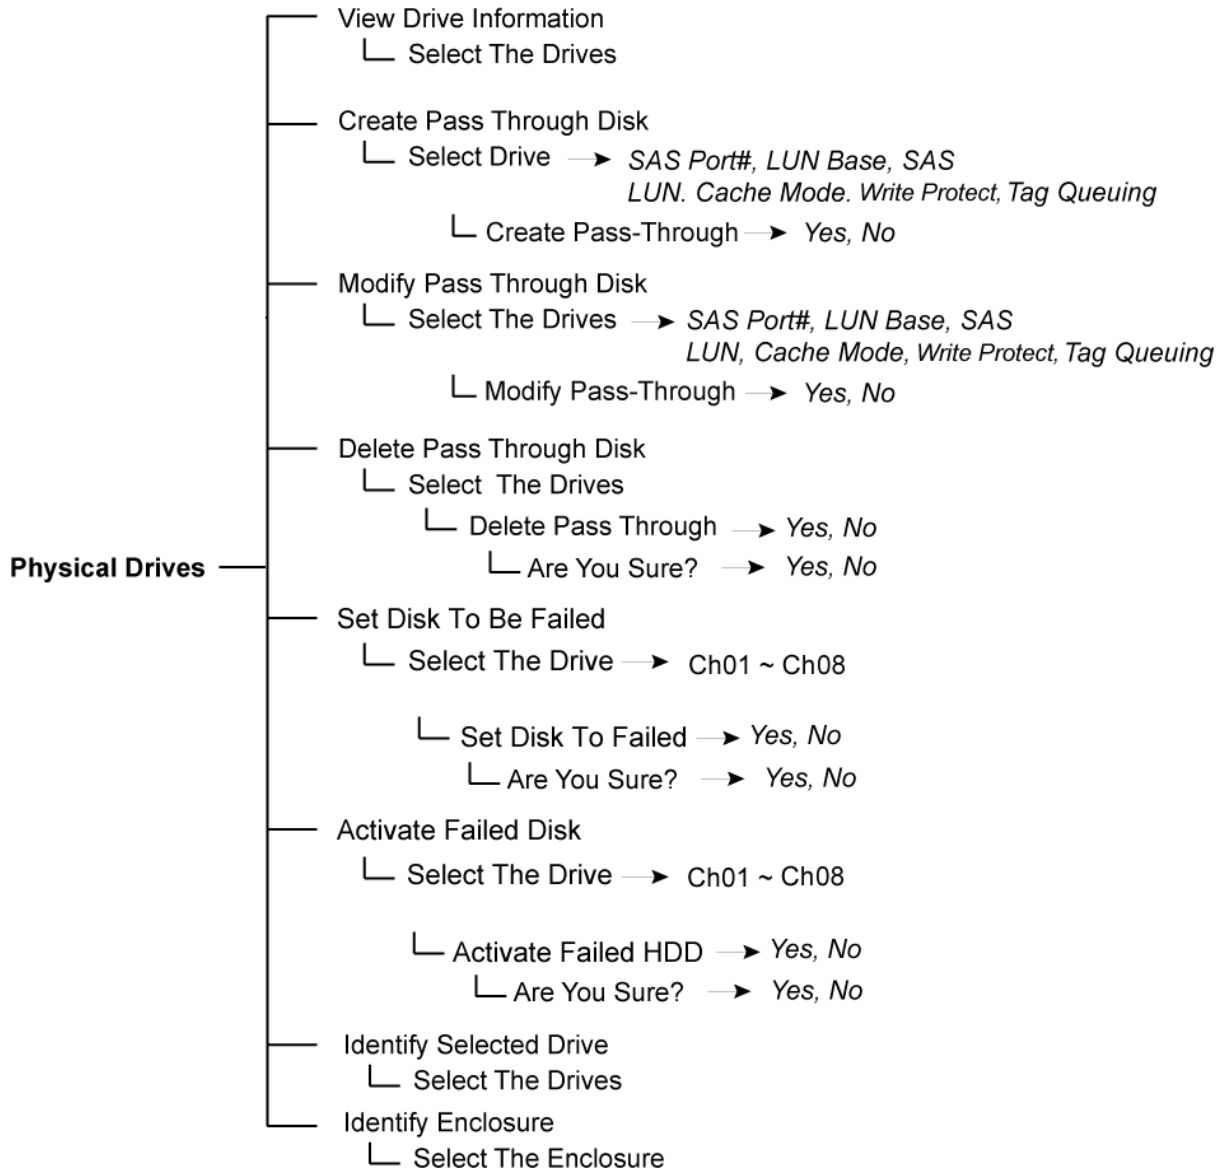 View Drive Information
Select The Drives
Create Pass Through Disk
Select Drive SAS Port#, LUN Base, SAS
LUN. Cache Mode. Write Protect, Tag Queuing
Create Pass-Through Yes, No
Modify Pass Through Disk
Select The Drives SAS Port#, LUN Base, SAS
LUN, Cache Mode, Write Protect, Tag Queuing
Modify Pass-Through Yes, No
Delete Pass Through Disk
Select The Drives
Delete Pass Through Yes, No
Physical Drives Are You Sure? Yes, No
Set Disk To Be Failed
Select The Drive Ch01 ~ Ch08
Set Disk To Failed Yes, No
Are You Sure? Yes, No
Activate Failed Disk
Select The Drive Ch01 ~ Ch08
Activate Failed HDD Yes, No
Are You Sure? Yes, No
Identify Selected Drive
Select The Drives
Identify Enclosure
Select The Enclosure